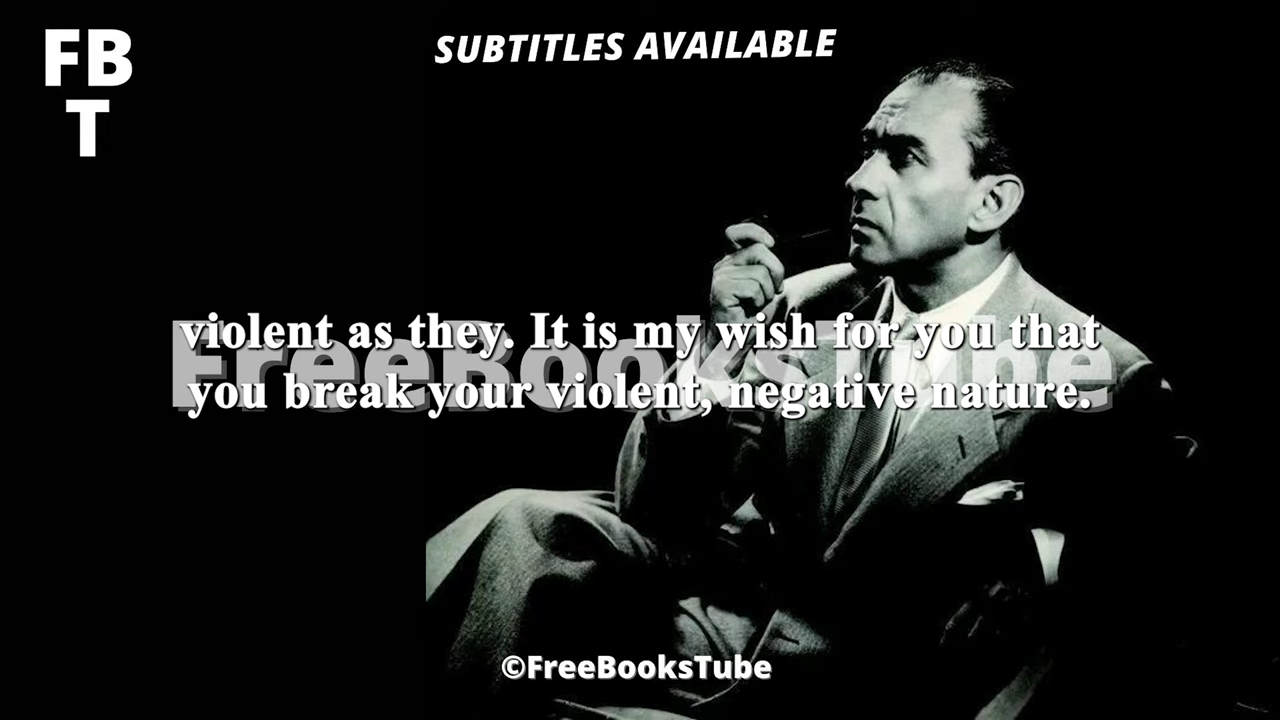 FB
T
SUBTITLES AVAILABLE
violent as they. It is my wish for you that
FreeBooksTube
you break your violent, negative nature.
©FreeBooksTube